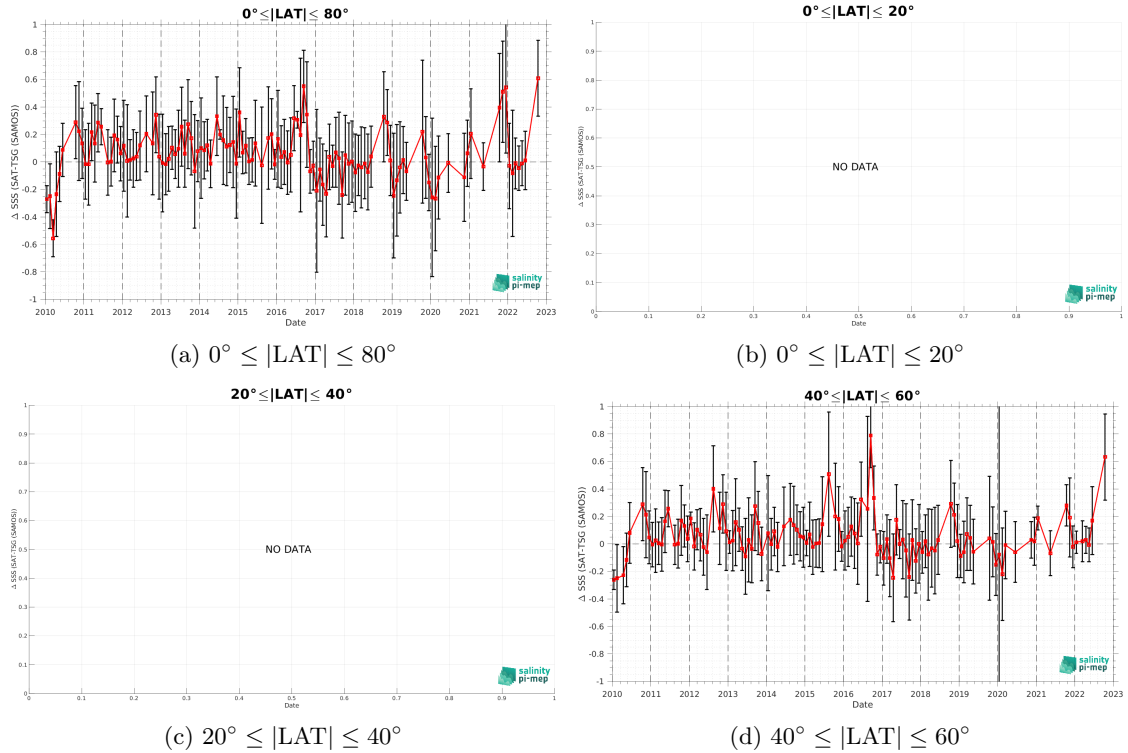 0°≤|LAT|≤ 80°
Δ SSS (SAT-TSG (SAMOS))
1
0.8
0.6
0.4
0.2
0
-0.2
-0.4
-0.6
-0.8
-1
2010 2011 2012 2013 2014 2015 2016 2017 2018 2019 2020 2021 2022 2023
Date
salinity
pi-mep
(a) 0° ≤ |LAT| ≤ 80°
0°≤|LAT|≤ 20°
Δ SSS (SAT-TSG (SAMOS))
1
0.9
0.8
0.7
0.6
0.5
0.4
0.3
0.2
0.1
0
NO DATA
0 0.1 0.2 0.3 0.4 0.5 0.6 0.7 0.8 0.9 1
Date
salinity
pi-mep
(b) 0° ≤ |LAT| ≤ 20°
20°≤|LAT|≤ 40°
Δ SSS (SAT-TSG (SAMOS))
1
0.9
0.8
0.7
0.6
0.5
0.4
0.3
0.2
0.1
0
NO DATA
0 0.1 0.2 0.3 0.4 0.5 0.6 0.7 0.8 0.9 1
Date
salinity
pi-mep
(c) 20° ≤ |LAT| ≤ 40°
40°≤|LAT|≤ 60°
Δ SSS (SAT-TSG (SAMOS))
1
0.8
0.6
0.4
0.2
0
-0.2
-0.4
-0.6
-0.8
-1
2010 2011 2012 2013 2014 2015 2016 2017 2018 2019 2020 2021 2022 2023
Date
salinity
pi-mep
(d) 40° ≤ |LAT| ≤ 60°